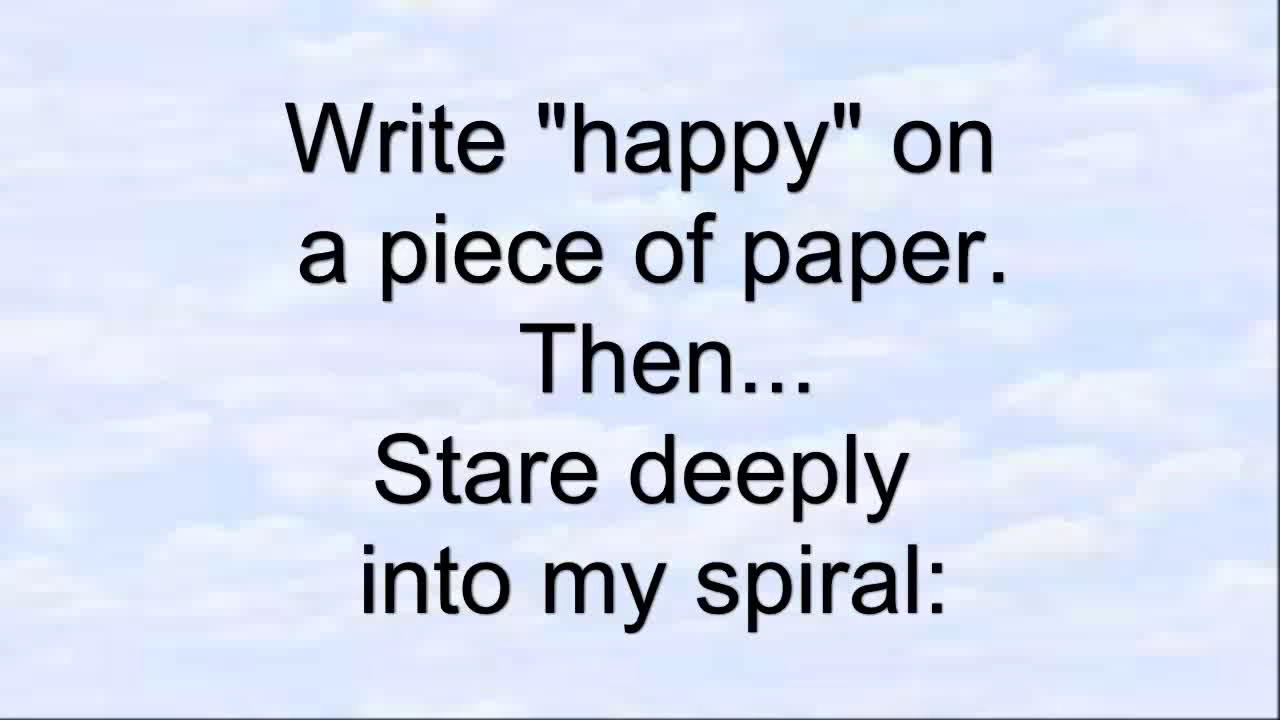 Write "happy" on
a piece of paper.
Then...
Stare deeply
into my spiral: